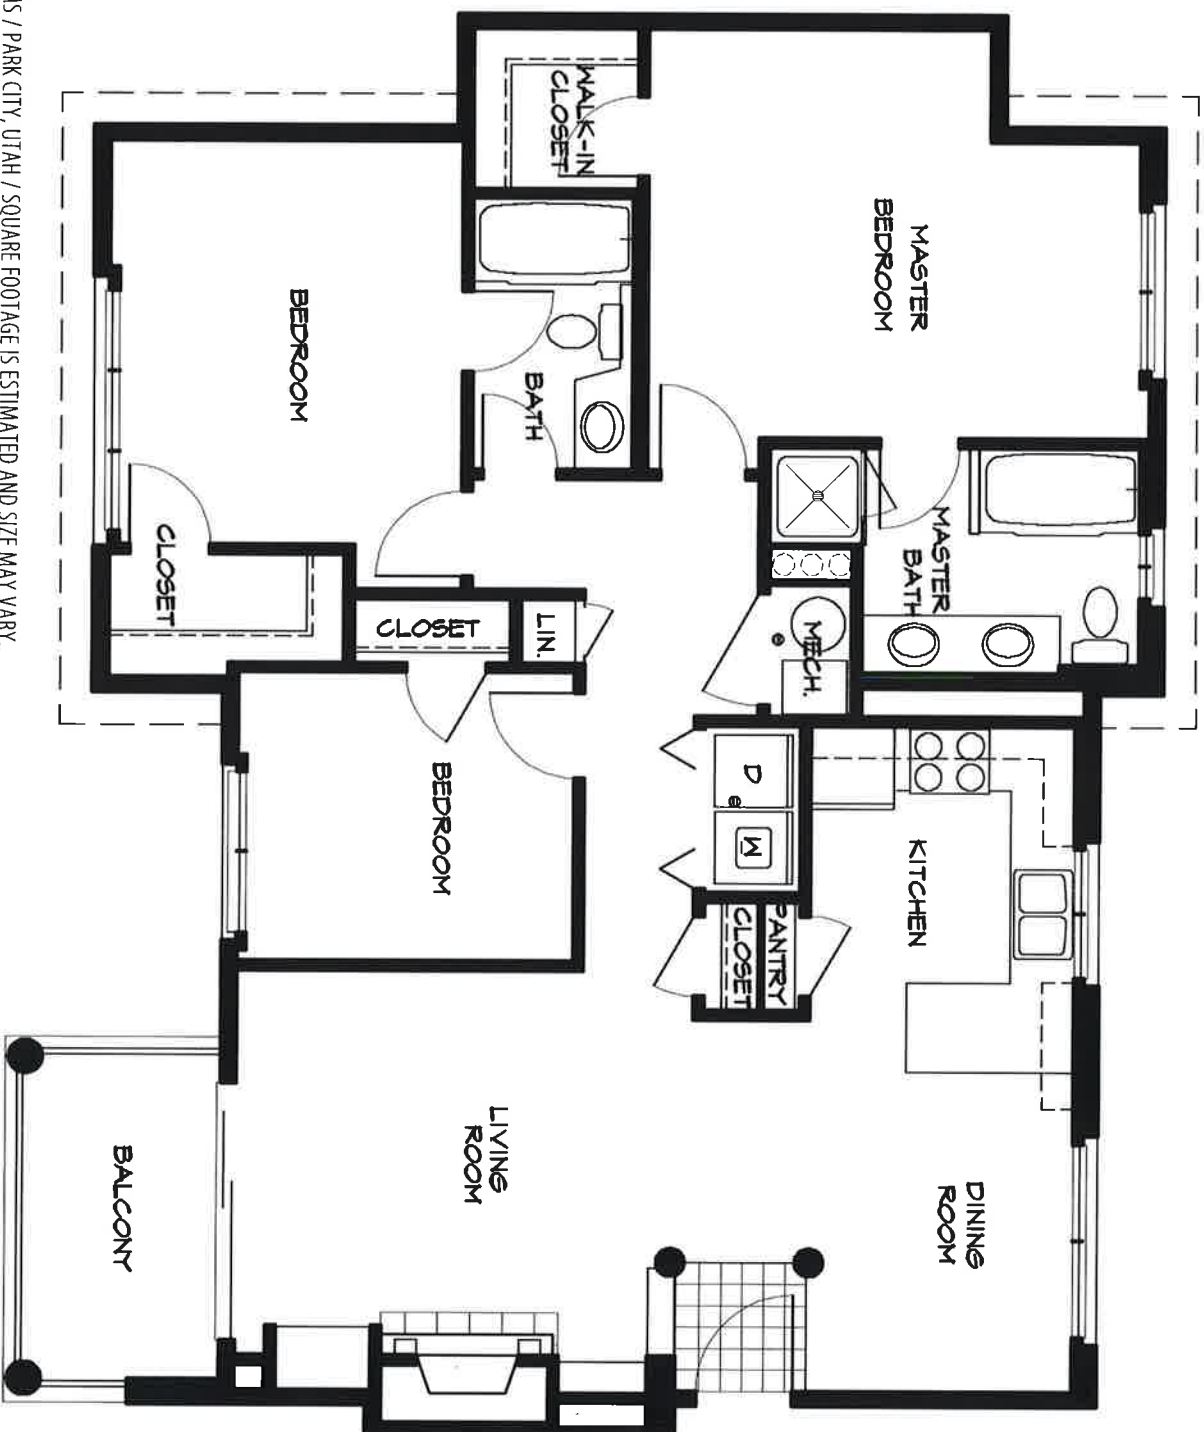 WALK-IN
CLOSET
MASTER
BEDROOM
BEDROOM
BATH
MASTER
BATH
CLOSET
CLOSET
LIN.
MECH.
BEDROOM
D
W
KITCHEN
PANTRY
CLOSET
LIVING
ROOM
DINING
ROOM
BALCONY
/ PARK CITY, UTAH / SQUARE FOOTAGE IS ESTIMATED AND SIZE MAY VARY.